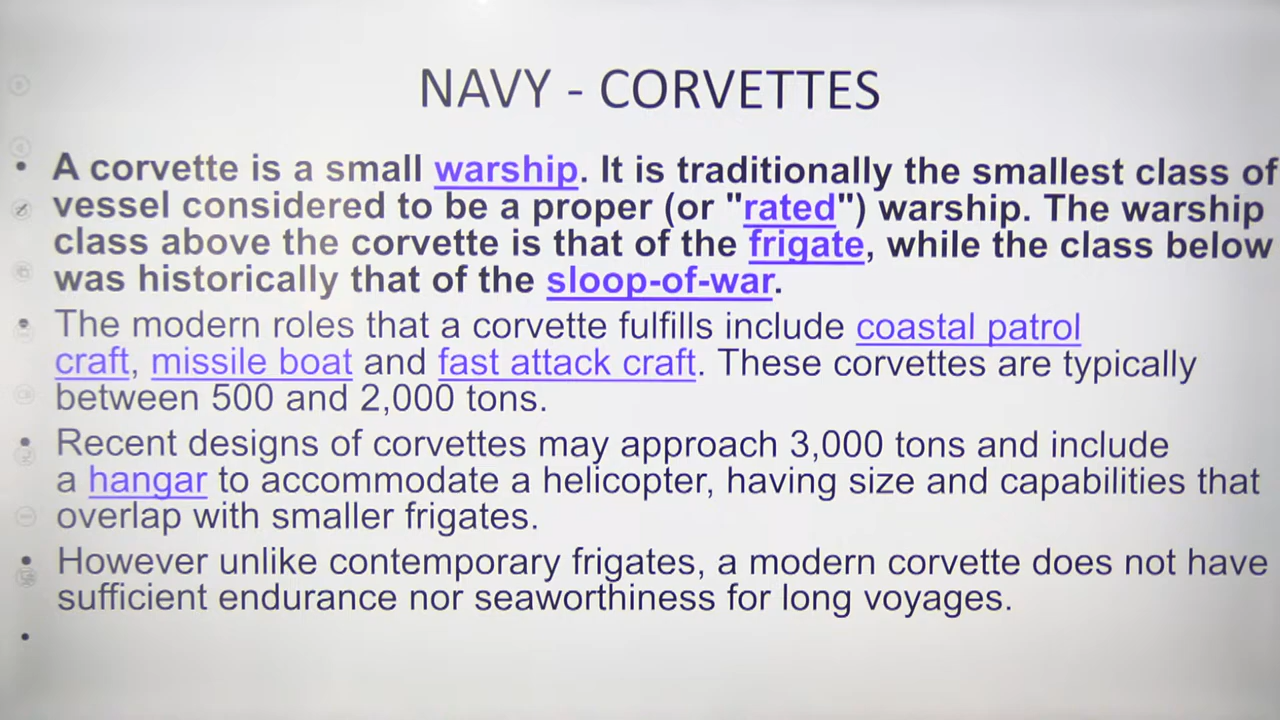 NAVY - CORVETTES
• A corvette is a small warship. It is traditionally the smallest class of
vessel considered to be a proper (or "rated") warship. The warship
class above the corvette is that of the frigate, while the class below
was historically that of the sloop-of-war.
• The modern roles that a corvette fulfills include coastal patrol
craft, missile boat and fast attack craft. These corvettes are typically
between 500 and 2,000 tons.
• Recent designs of corvettes may approach 3,000 tons and include
a hangar to accommodate a helicopter, having size and capabilities that
overlap with smaller frigates.
• However unlike contemporary frigates, a modern corvette does not have
sufficient endurance nor seaworthiness for long voyages.
•